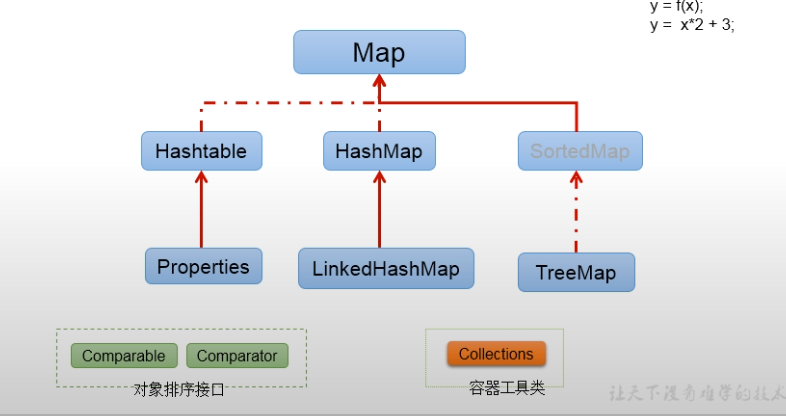 y = f(x);
y = x*2 + 3;
Map
Hashtable
HashMap
SortedMap
Properties
LinkedHashMap
TreeMap
Comparable
Comparator
Collections
对象排序接口
容器工具类
让天下没有难学的技术